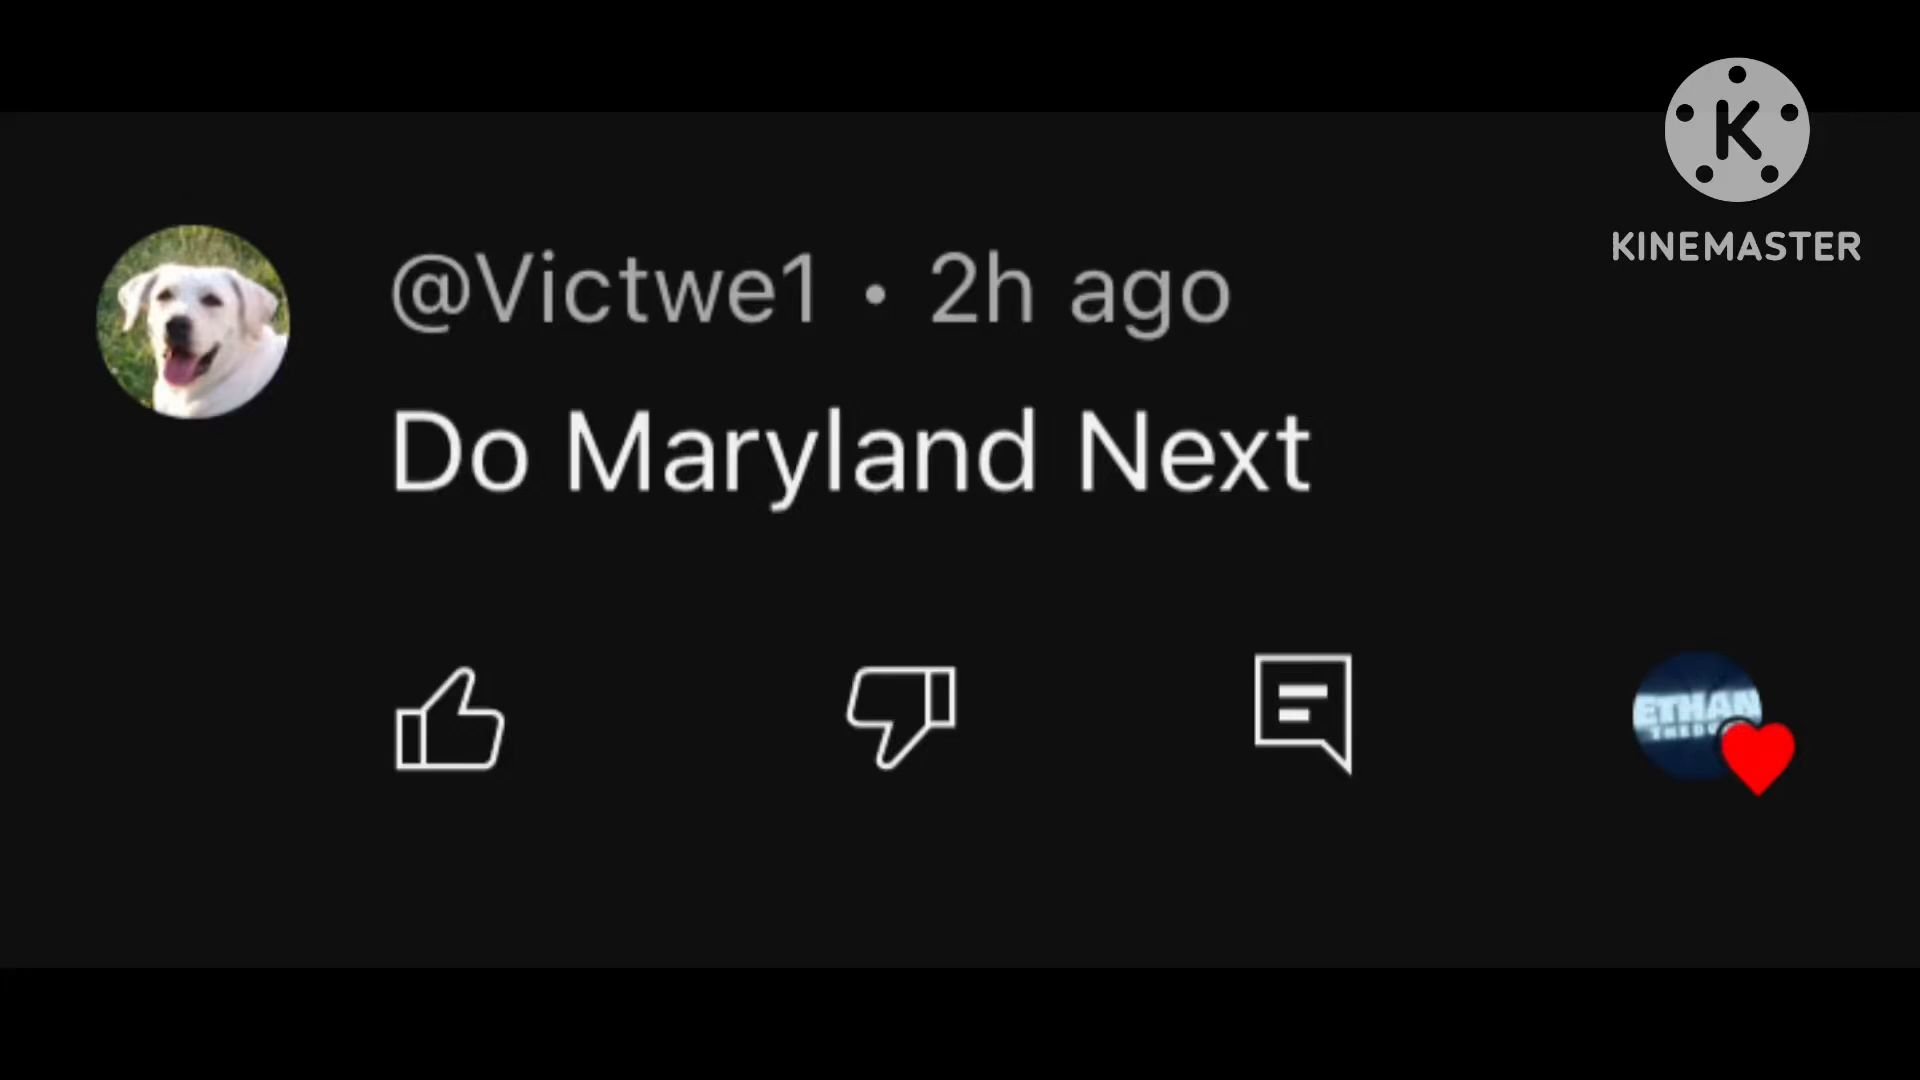 K
KINEMASTER
@Victwe1 • 2h ago
Do Maryland Next
ETHAN